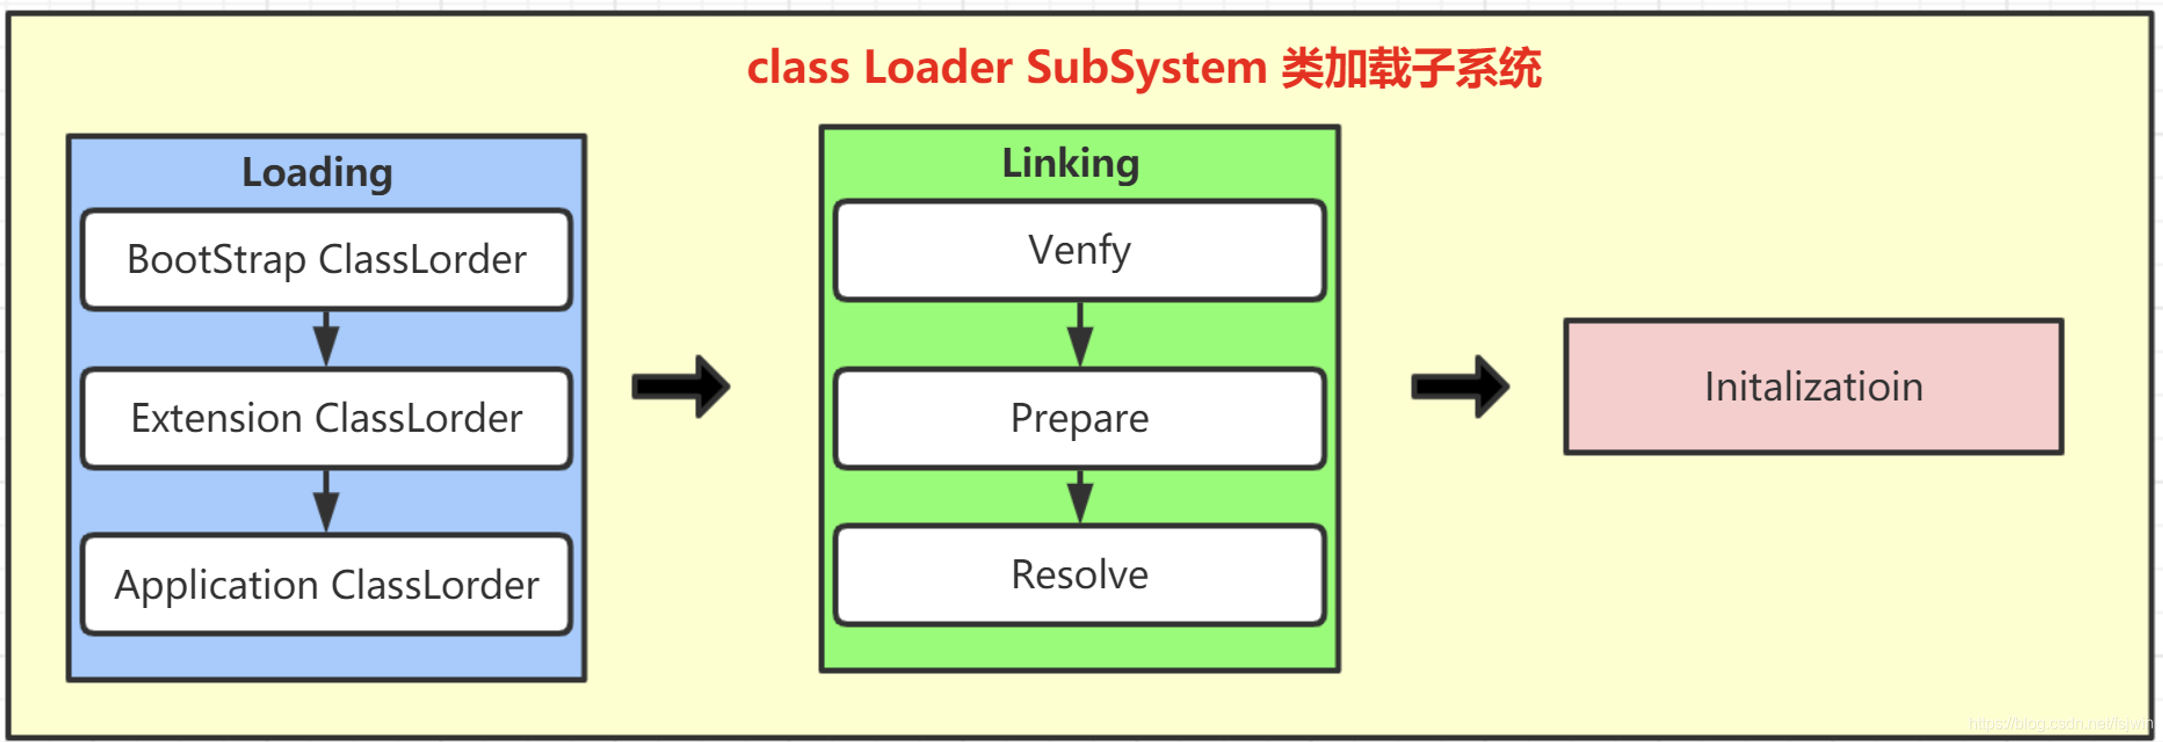 class Loader SubSystem 类加载子系统
Loading
BootStrap ClassLorder
Extension ClassLorder
Application ClassLorder
Linking
Venfy
Prepare
Resolve
Initalizatioin
https://blog.csdn.net/fsjwin